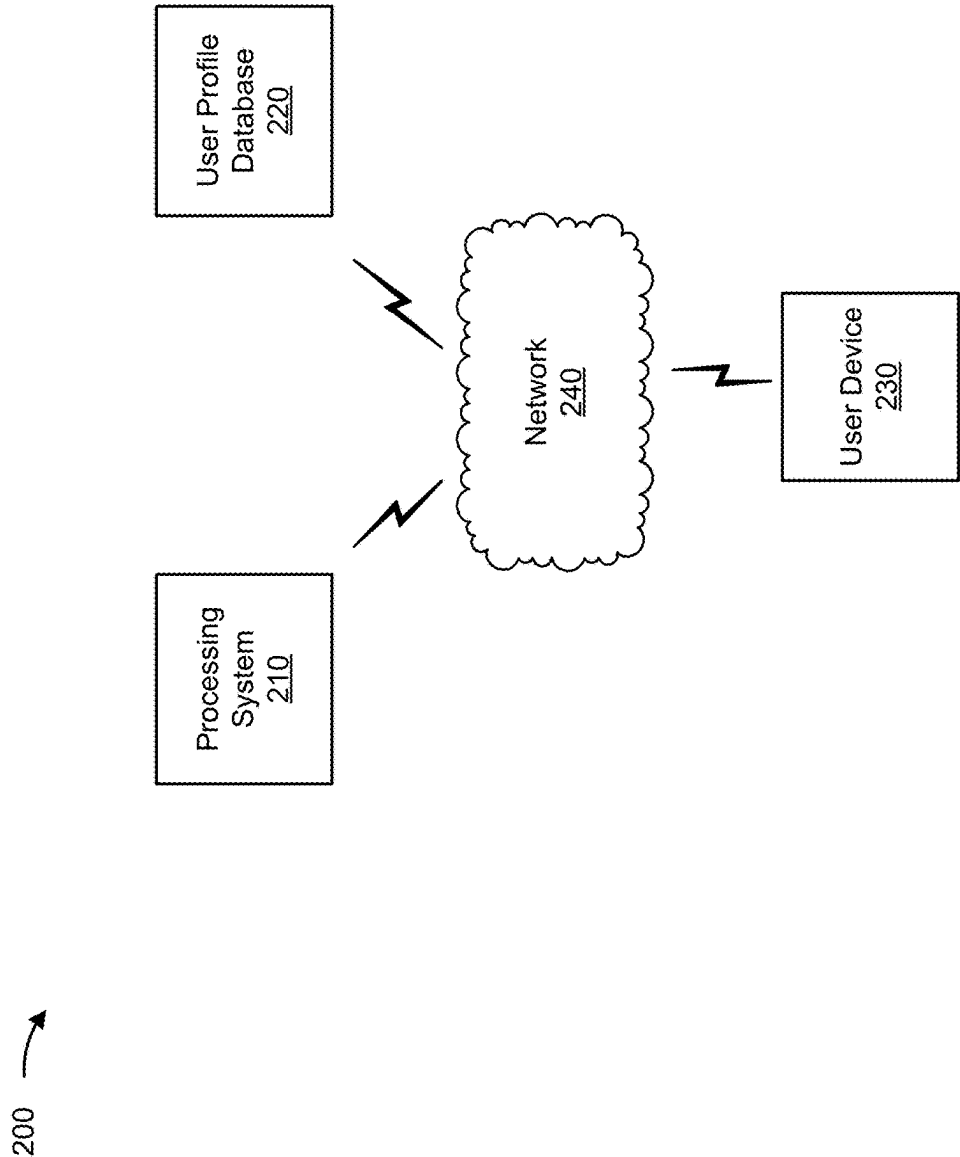 200
Processing
System
210
User Profile
Database
220
Network
240
User Device
230